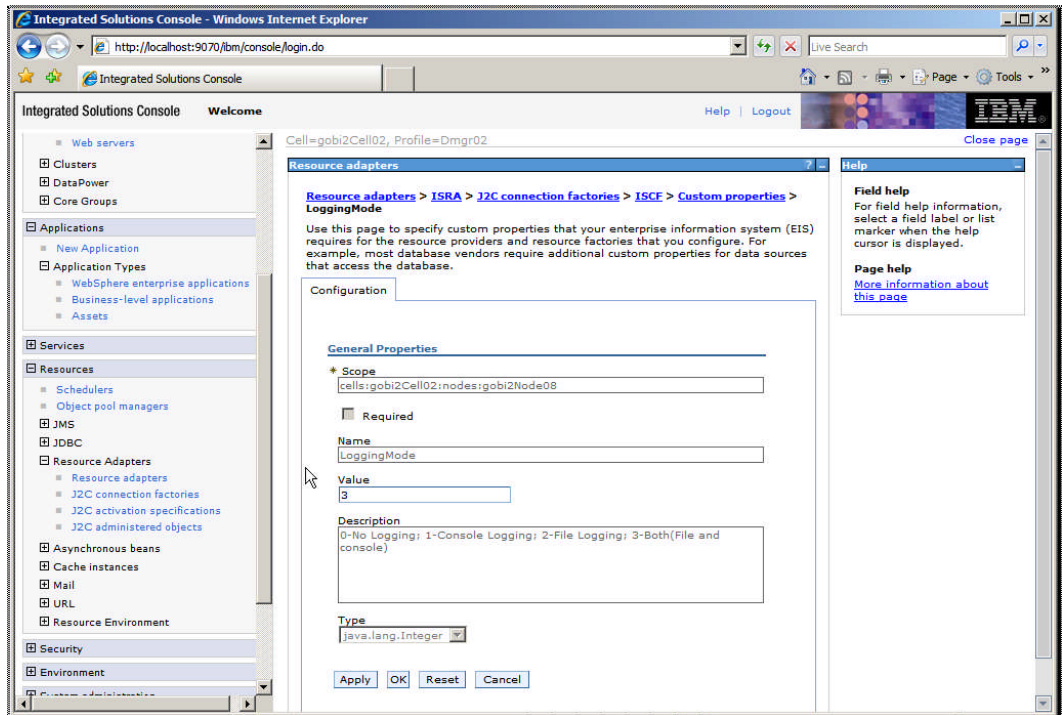 Integrated Solutions Console - Windows Internet Explorer
http://localhost:9070/ibm/console/login.do
Live Search
Integrated Solutions Console
Page
Tools
»
Integrated Solutions Console Welcome
Help | Logout
IBM
Web servers
Clusters
DataPower
Core Groups
Applications
New Application
Application Types
WebSphere enterprise applications
Business-level applications
Assets
Services
Resources
Schedulers
Object pool managers
JMS
JDBC
Resource Adapters
Resource adapters
J2C connection factories
J2C activation specifications
J2C administered objects
Asynchronous beans
Cache instances
Mail
URL
Resource Environment
Security
Environment
System administration
Cell=gobi2Cell02, Profile=Dmgr02
Close page
Resource adapters
? -
Resource adapters > ISRA > J2C connection factories > ISCF > Custom properties >
LoggingMode
Use this page to specify custom properties that your enterprise information system (EIS)
requires for the resource providers and resource factories that you configure. For
example, most database vendors require additional custom properties for data sources
that access the database.
Configuration
General Properties
* Scope
cells:gobi2Cell02:nodes:gobi2Node08
Required
Name
LoggingMode
Value
3
Description
0-No Logging; 1-Console Logging; 2-File Logging; 3-Both(File and
console)
Type
java.lang.Integer
Apply OK Reset Cancel
Help
Field help
For field help information,
select a field label or list
marker when the help
cursor is displayed.
Page help
More information about
this page